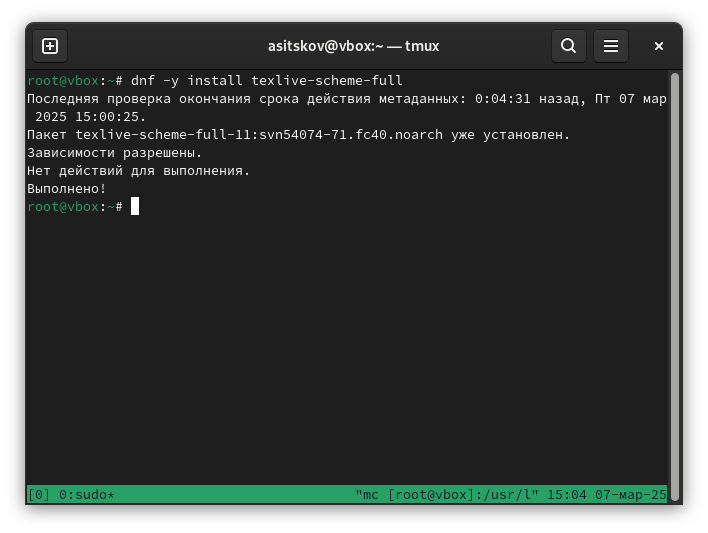 asitskov@vbox:~ — tmux
root@vbox:~# dnf -y install texlive-scheme-full
Последняя проверка окончания срока действия метаданных: 0:04:31 назад, Пт 07 мар
 2025 15:00:25.
Пакет texlive-scheme-full-11:svn54074-71.fc40.noarch уже установлен.
Зависимости разрешены.
Нет действий для выполнения.
Выполнено!
root@vbox:~#
[0] 0:sudo* "mc [root@vbox]:/usr/l" 15:04 07-мар-25